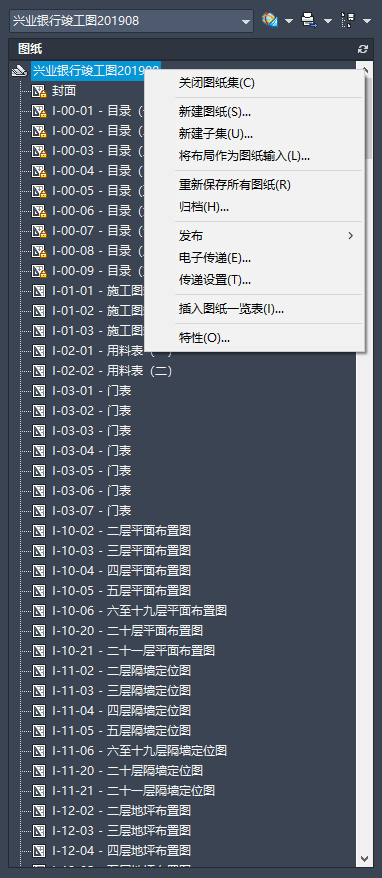 兴业银行竣工图201908
图纸
兴业银行竣工图201908
封面
I-00-01 - 目录（
I-00-02 - 目录（
I-00-03 - 目录（
I-00-04 - 目录（
I-00-05 - 目录（
I-00-06 - 目录（
I-00-07 - 目录（
I-00-08 - 目录（
I-00-09 - 目录（
I-01-01 - 施工图
I-01-02 - 施工图
I-01-03 - 施工图
I-02-01 - 用料表（一）
I-02-02 - 用料表（二）
I-03-01 - 门表
I-03-02 - 门表
I-03-03 - 门表
I-03-04 - 门表
I-03-05 - 门表
I-03-06 - 门表
I-03-07 - 门表
I-10-02 - 二层平面布置图
I-10-03 - 三层平面布置图
I-10-04 - 四层平面布置图
I-10-05 - 五层平面布置图
I-10-06 - 六至十九层平面布置图
I-10-20 - 二十层平面布置图
I-10-21 - 二十一层平面布置图
I-11-02 - 二层隔墙定位图
I-11-03 - 三层隔墙定位图
I-11-04 - 四层隔墙定位图
I-11-05 - 五层隔墙定位图
I-11-06 - 六至十九层隔墙定位图
I-11-20 - 二十层隔墙定位图
I-11-21 - 二十一层隔墙定位图
I-12-02 - 二层地坪布置图
I-12-03 - 三层地坪布置图
I-12-04 - 四层地坪布置图
关闭图纸集(C)
新建图纸(S)...
新建子集(U)...
将布局作为图纸输入(L)...
重新保存所有图纸(R)
归档(H)...
发布
电子传递(E)...
传递设置(T)...
插入图纸一览表(I)...
特性(O)...